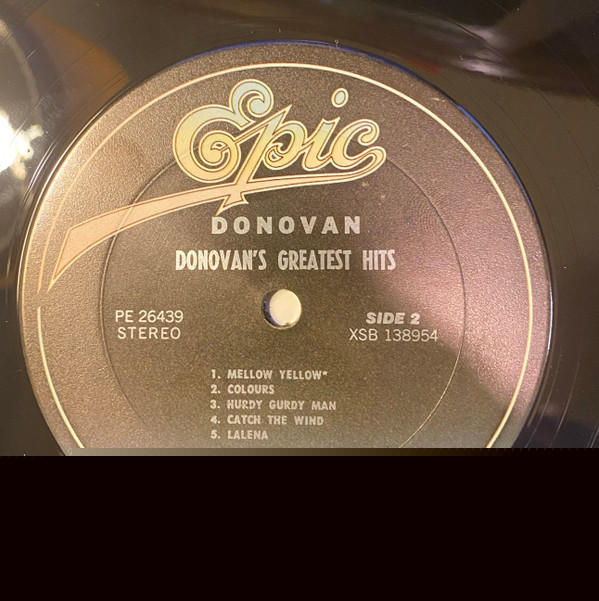 Epic
DONOVAN
DONOVAN'S GREATEST HITS
PE 26439 SIDE 2
STEREO XSB 138954
1. MELLOW YELLOW*
2. COLOURS
3. HURDY GURDY MAN
4. CATCH THE WIND
5. LALENA